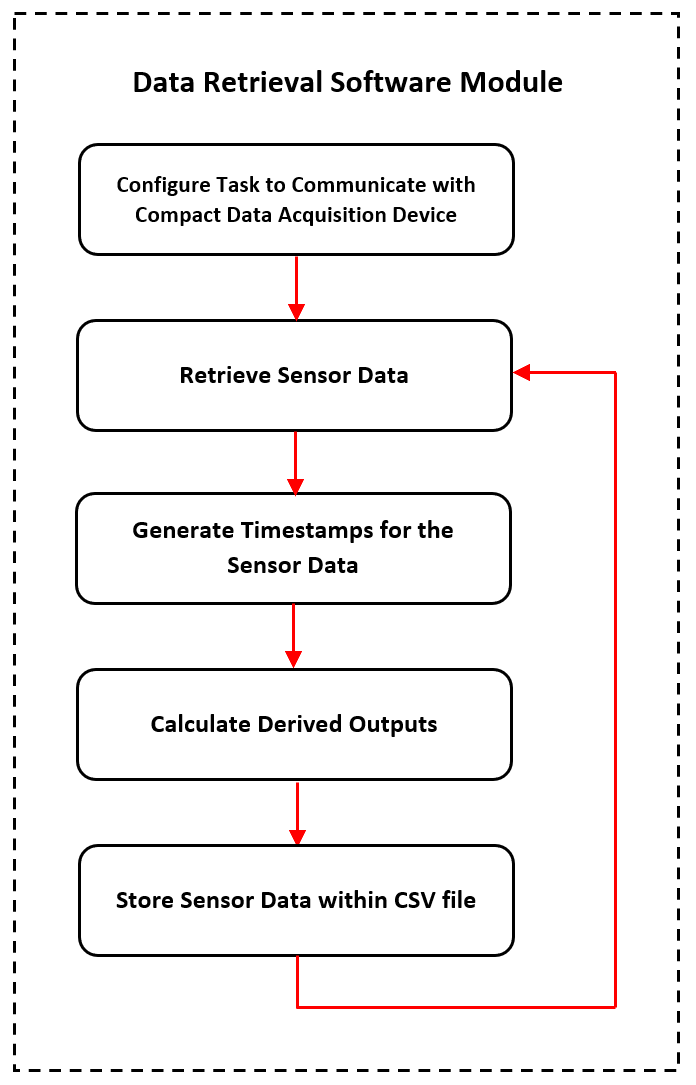 Data Retrieval Software Module
Configure Task to Communicate with
Compact Data Acquisition Device
Retrieve Sensor Data
Generate Timestamps for the
Sensor Data
Calculate Derived Outputs
Store Sensor Data within CSV file